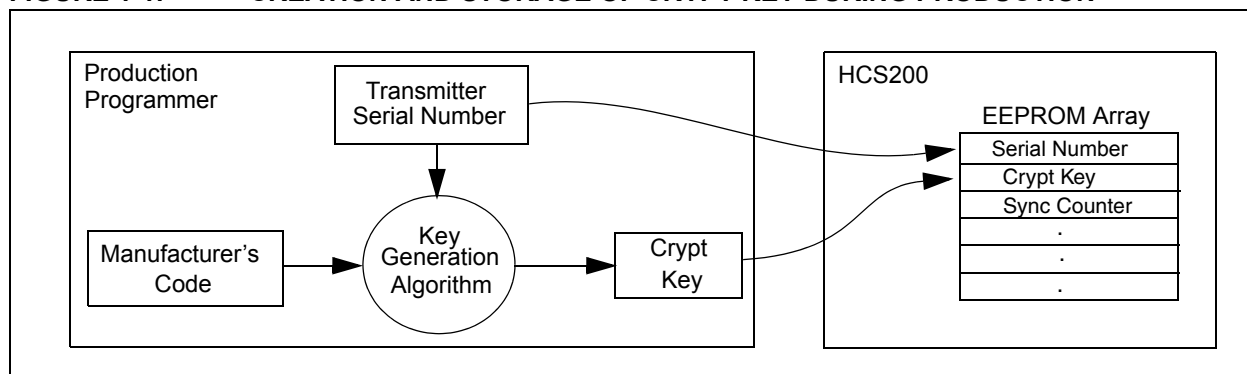 Production
Programmer
Transmitter
Serial Number
Manufacturer’s
Code
Key
Generation
Algorithm
Crypt
Key
HCS200
EEPROM Array
Serial Number
Crypt Key
Sync Counter
.
.
.